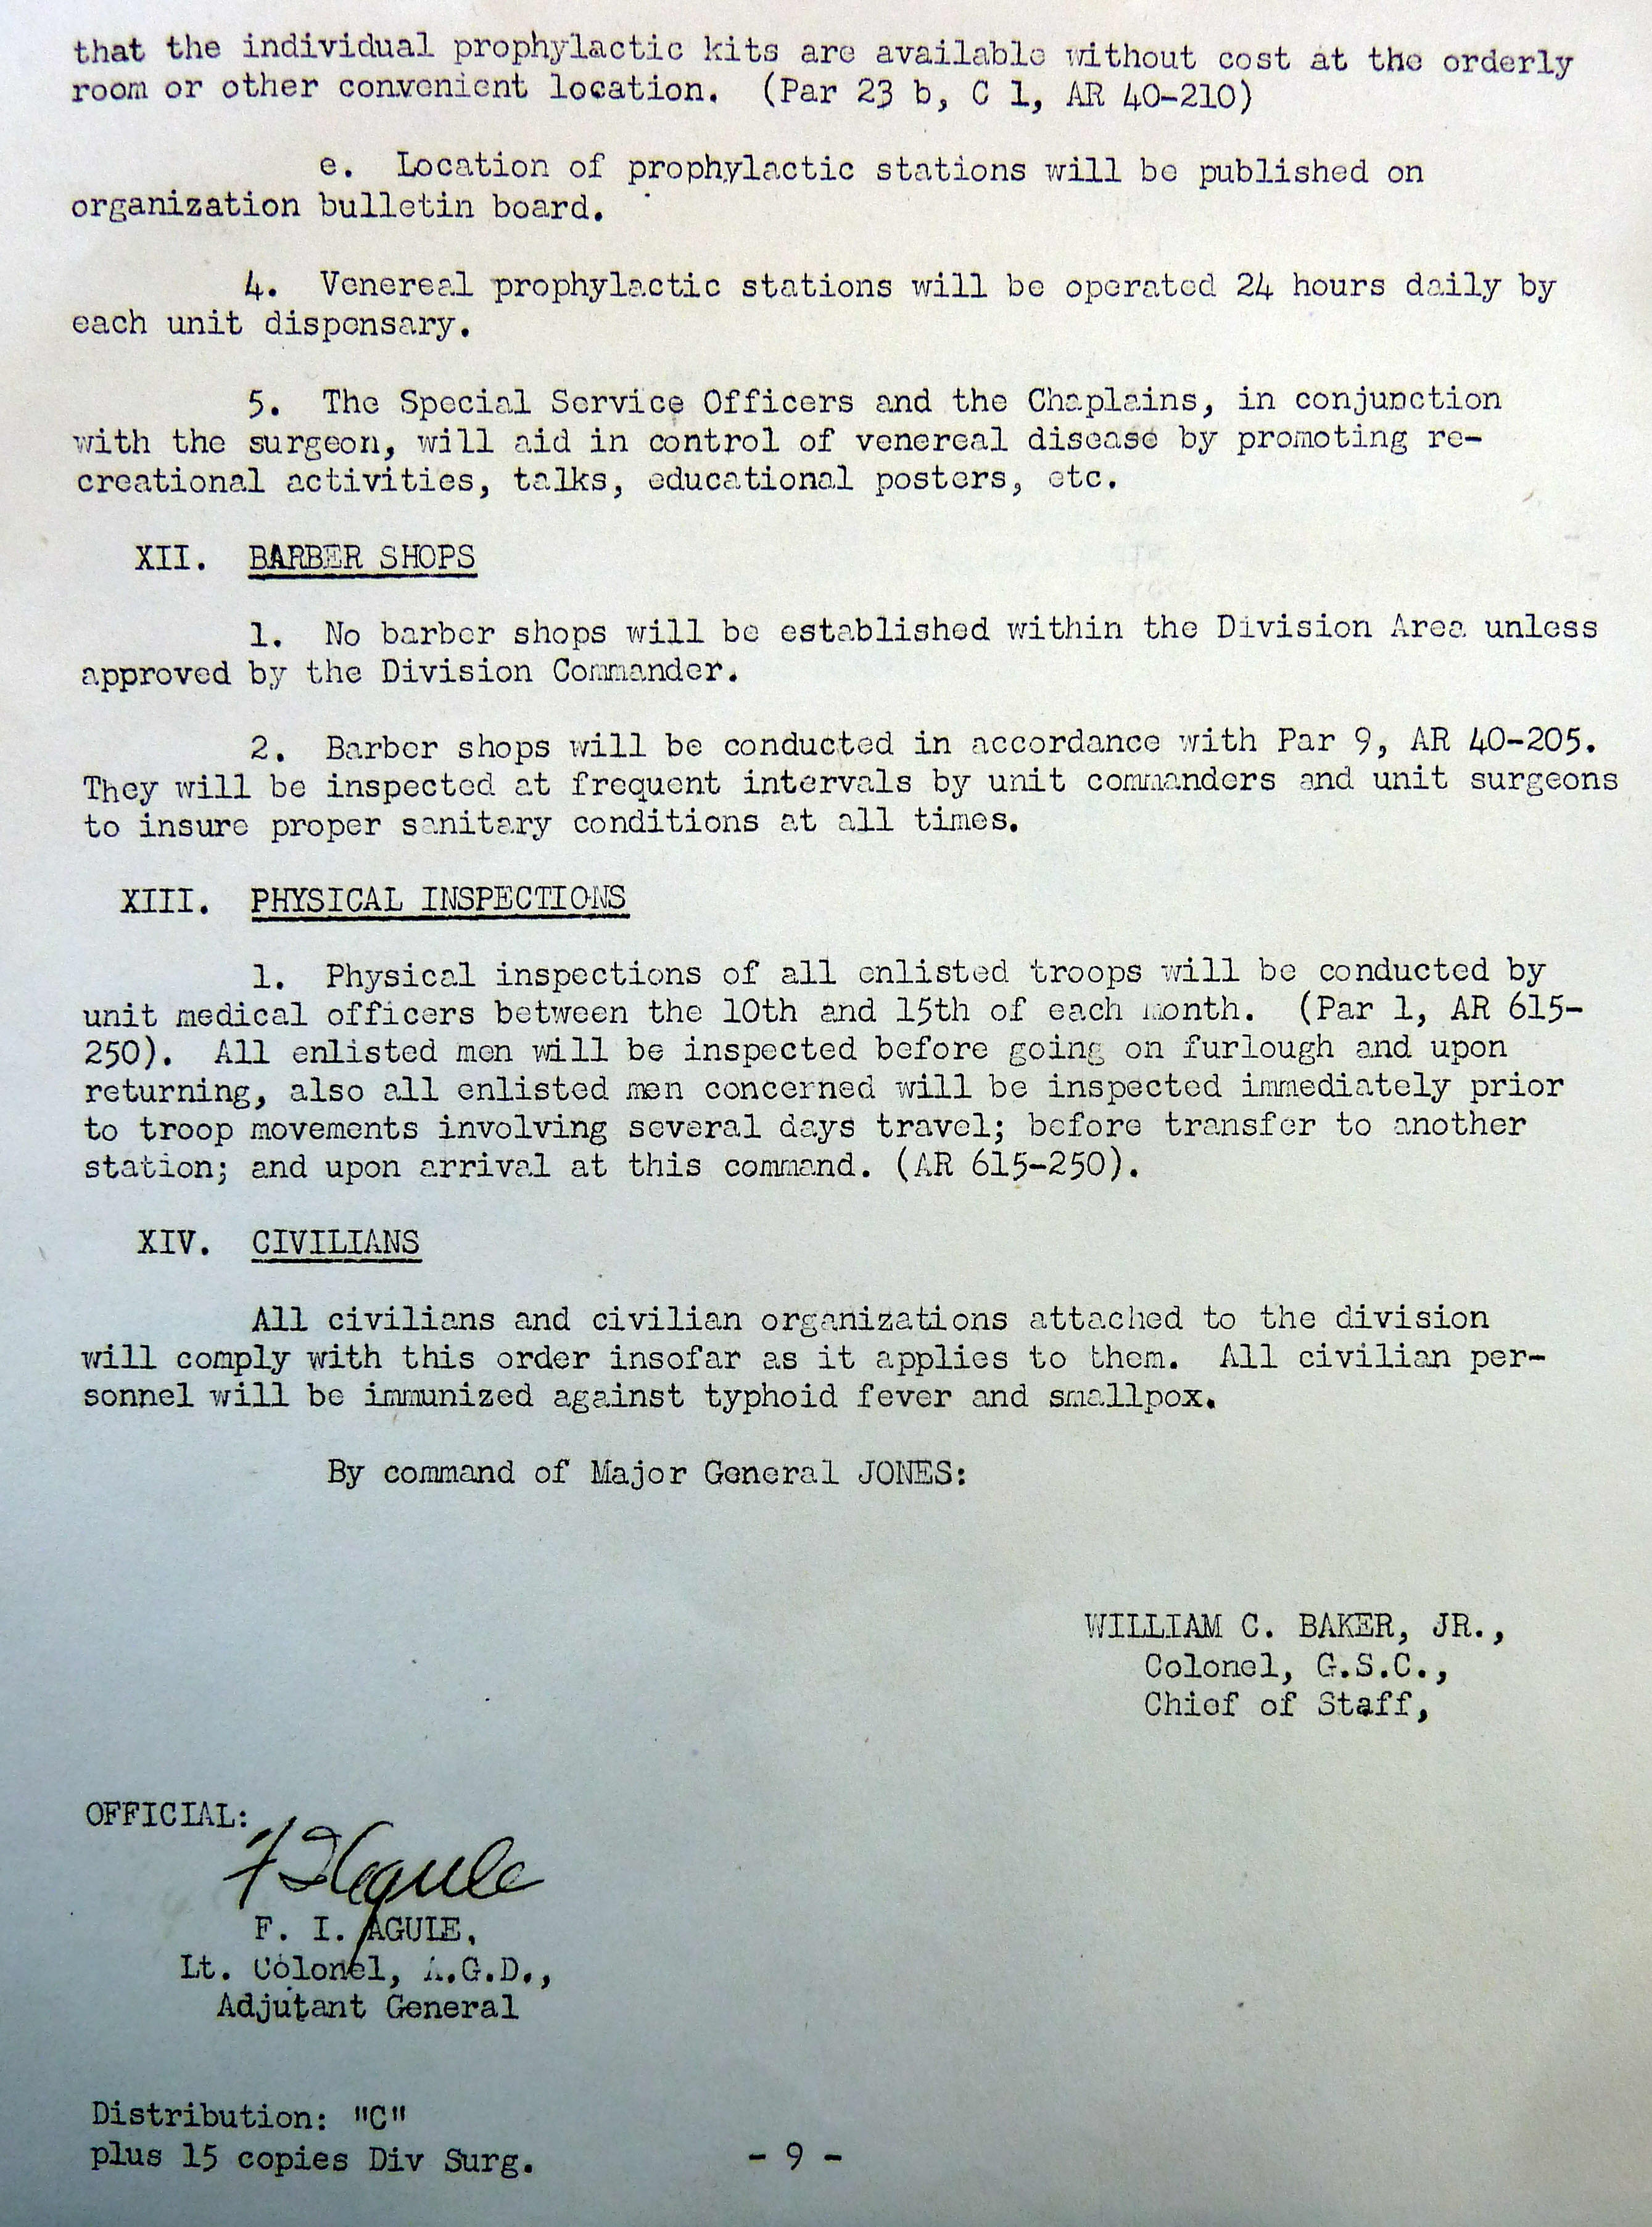 that the individual prophylactic kits are available without cost at the orderly
room or other convenient location. (Par 23 b, C 1, AR 40-210)
e. Location of prophylactic stations will be published on
organization bulletin board.
4. Venereal prophylactic stations will be operated 24 hours daily by
each unit dispensary.
5. The Special Service Officers and the Chaplains, in conjunction
with the surgeon, will aid in control of venereal disease by promoting re-
creational activities, talks, educational posters, etc.
XII. BARBER SHOPS
1. No barber shops will be established within the Division Area unless
approved by the Division Commander.
2. Barber shops will be conducted in accordance with Par 9, AR 40-205.
They will be inspected at frequent intervals by unit commanders and unit surgeons
to insure proper sanitary conditions at all times.
XIII. PHYSICAL INSPECTIONS
1. Physical inspections of all enlisted troops will be conducted by
unit medical officers between the 10th and 15th of each month. (Par 1, AR 615-
250). All enlisted men will be inspected before going on furlough and upon
returning, also all enlisted men concerned will be inspected immediately prior
to troop movements involving several days travel; before transfer to another
station; and upon arrival at this command. (AR 615-250).
XIV. CIVILIANS
All civilians and civilian organizations attached to the division
will comply with this order insofar as it applies to them. All civilian per-
sonnel will be immunized against typhoid fever and smallpox.
By command of Major General JONES:
WILLIAM C. BAKER, JR.,
Colonel, G.S.C.,
Chief of Staff,
OFFICIAL:
F I Aguie
F. I. AGUIE,
Lt. Colonel, A.G.D.,
Adjutant General
Distribution: "C"
plus 15 copies Div Surg.
- 9 -